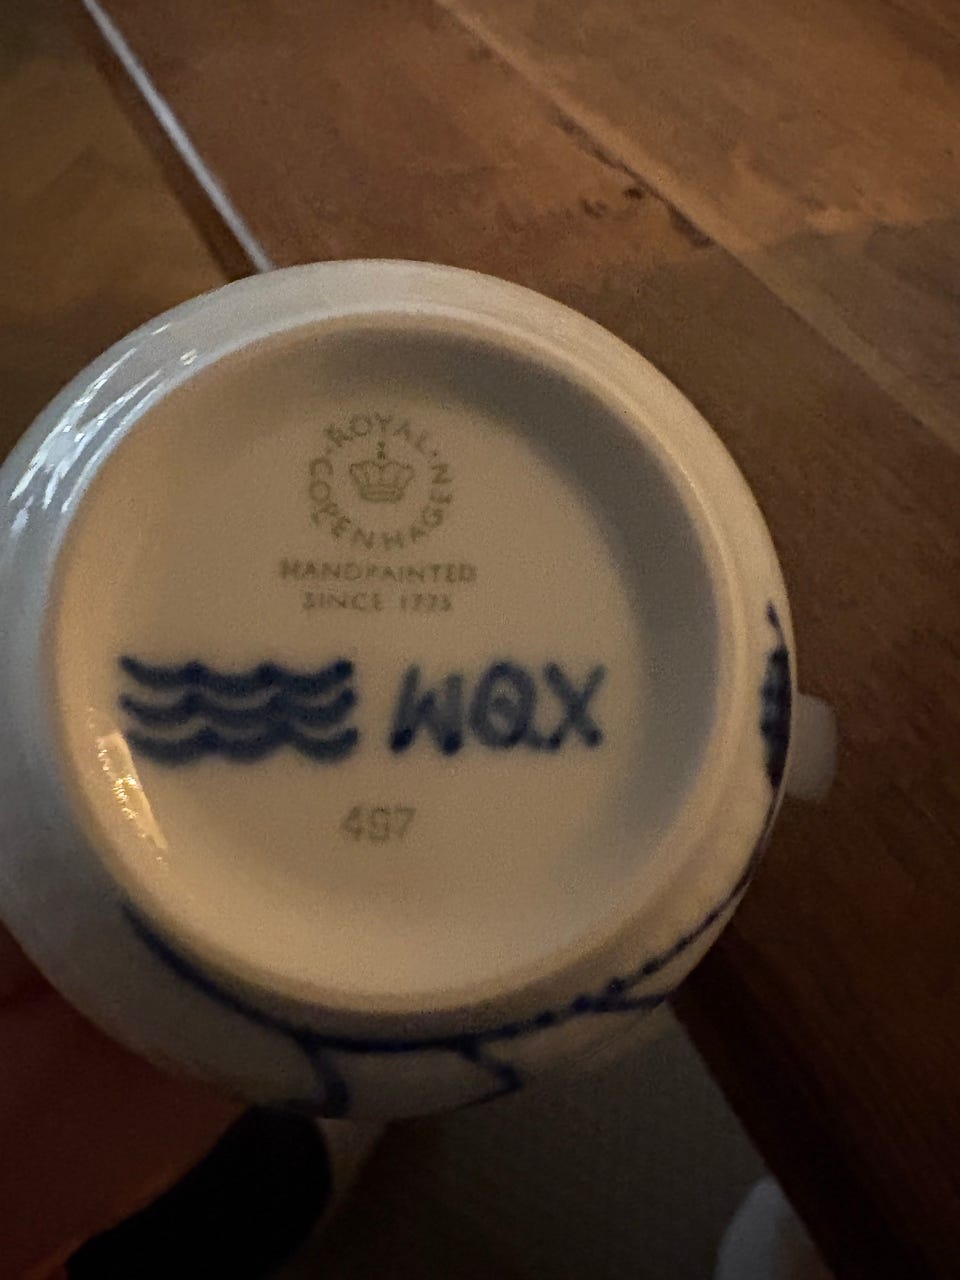 ROYAL COPENHAGEN
HANDPAINTED
SINCE 1775
497